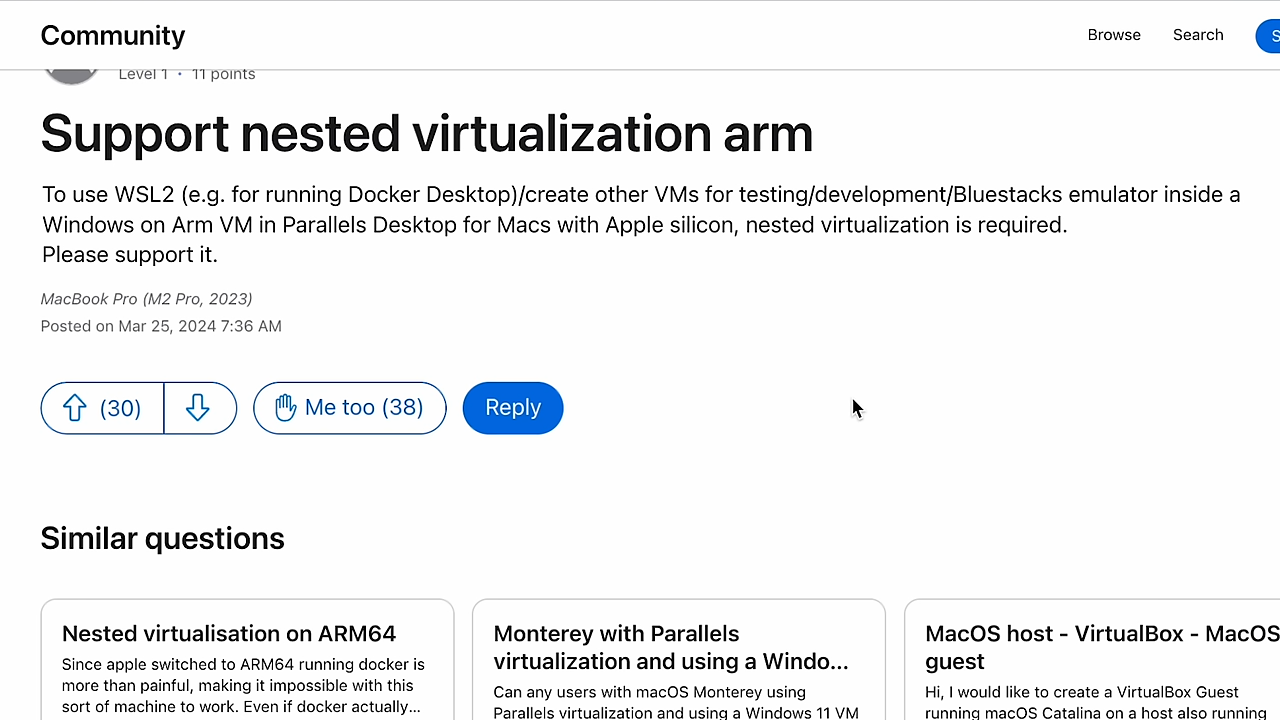 Community
Browse
Search
S
Level 1 · 11 points
Support nested virtualization arm
To use WSL2 (e.g. for running Docker Desktop)/create other VMs for testing/development/Bluestacks emulator inside a
Windows on Arm VM in Parallels Desktop for Macs with Apple silicon, nested virtualization is required.
Please support it.
MacBook Pro (M2 Pro, 2023)
Posted on Mar 25, 2024 7:36 AM
(30)
Me too (38)
Reply
Similar questions
Nested virtualisation on ARM64
Since apple switched to ARM64 running docker is
more than painful, making it impossible with this
sort of machine to work. Even if docker actually...
Monterey with Parallels
virtualization and using a Windo...
Can any users with macOS Monterey using
Parallels virtualization and using a Windows 11 VM
MacOS host - VirtualBox - MacOS
guest
Hi, I would like to create a VirtualBox Guest
running macOS Catalina on a host also running